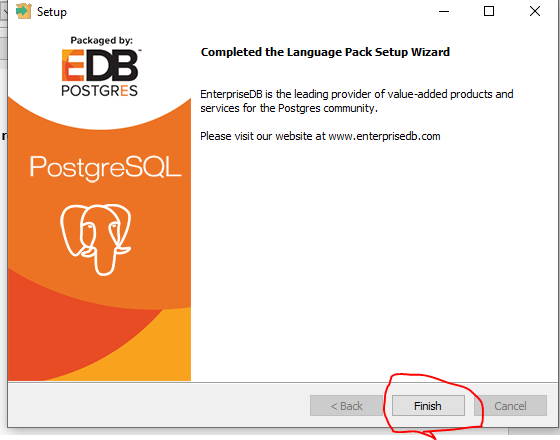 Setup
Packaged by:
EDB
POSTGRES
PostgreSQL
Completed the Language Pack Setup Wizard
EnterpriseDB is the leading provider of value-added products and
services for the Postgres community.
Please visit our website at www.enterprisedb.com
< Back
Finish
Cancel